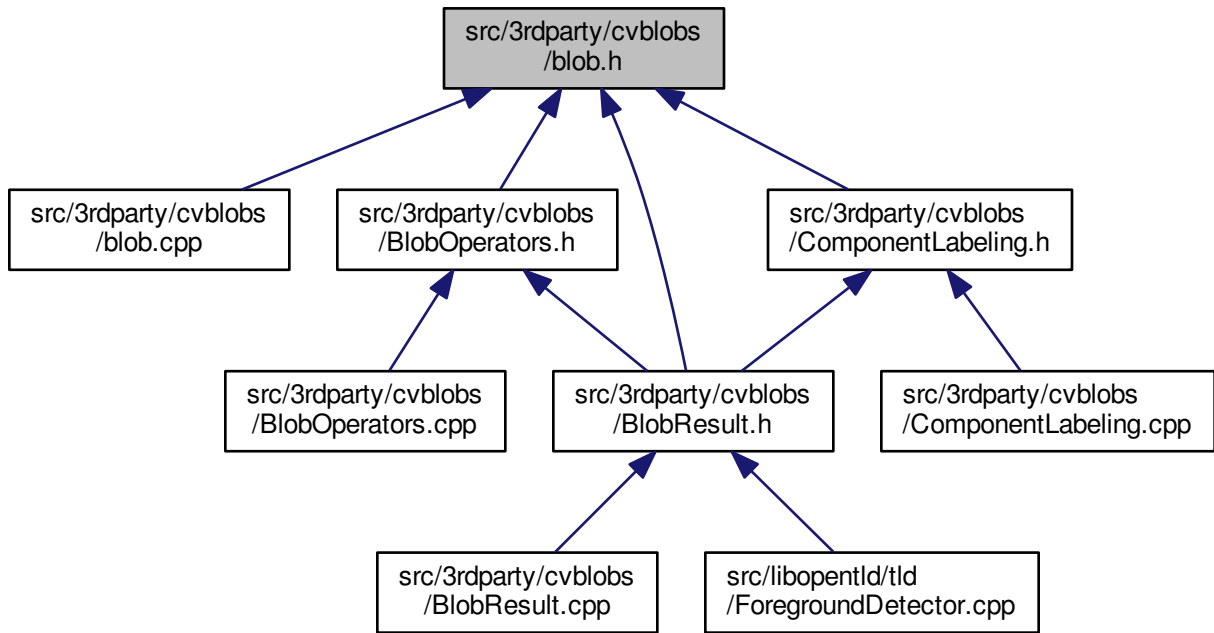 src/3rdparty/cvblobs
/blob.h
src/3rdparty/cvblobs
/blob.cpp
src/3rdparty/cvblobs
/BlobOperators.h
src/3rdparty/cvblobs
/ComponentLabeling.h
src/3rdparty/cvblobs
/BlobOperators.cpp
src/3rdparty/cvblobs
/BlobResult.h
src/3rdparty/cvblobs
/ComponentLabeling.cpp
src/3rdparty/cvblobs
/BlobResult.cpp
src/libopentld/tld
/ForegroundDetector.cpp